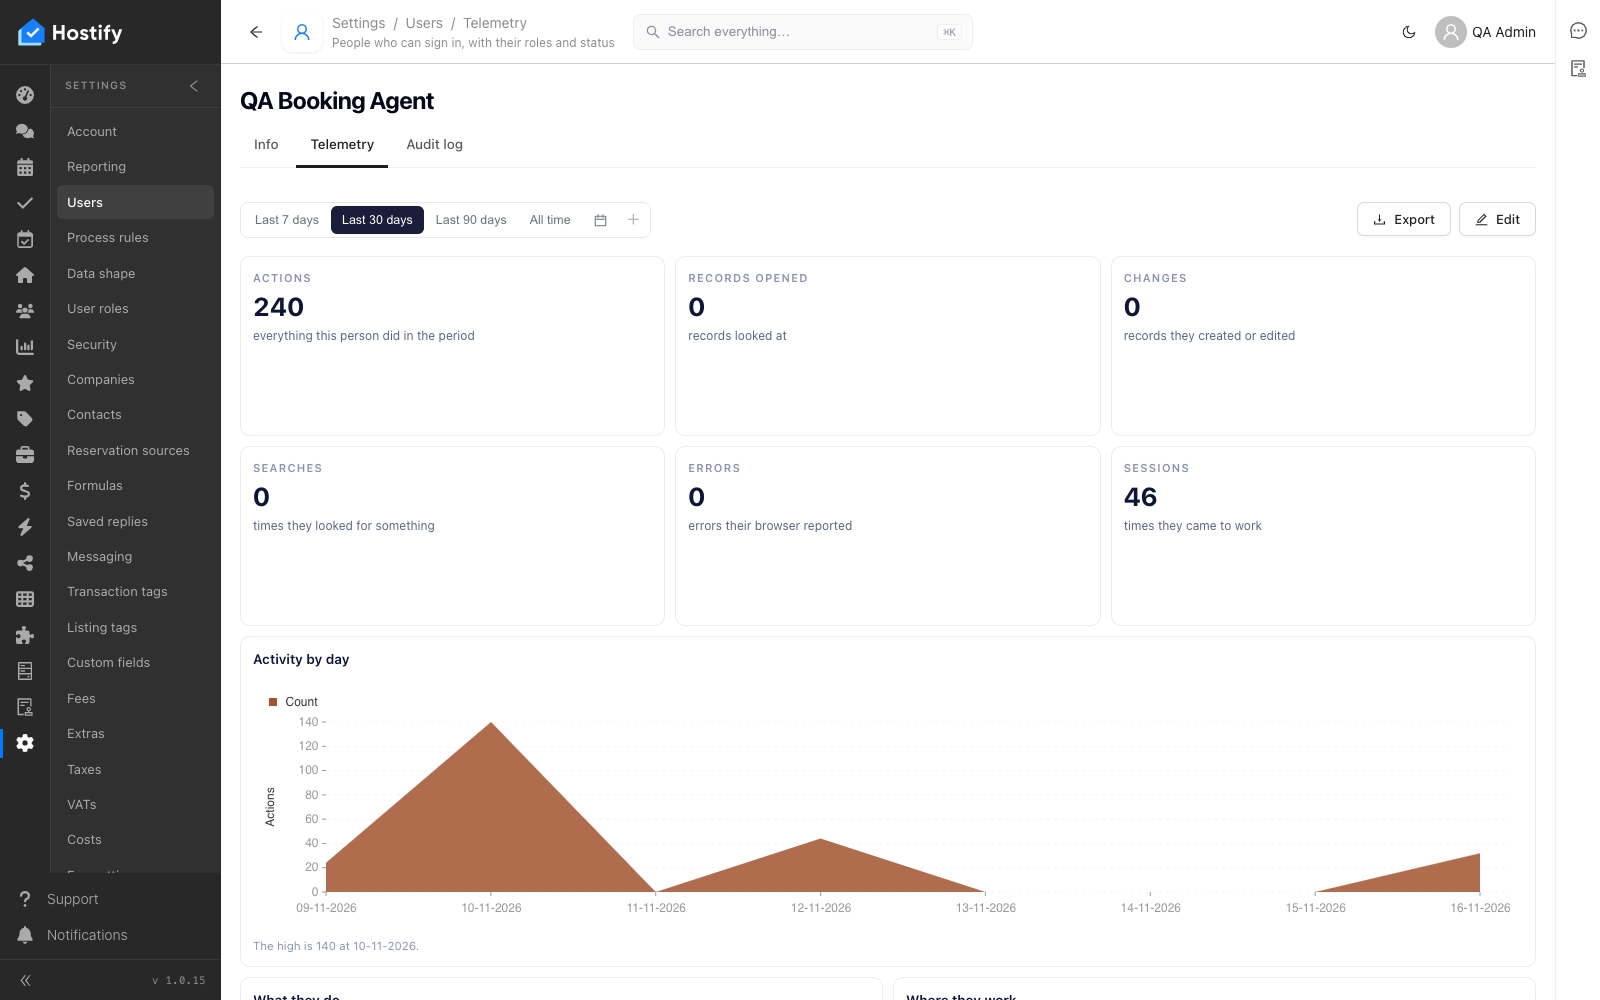 Hostify
SETTINGS
Account
Reporting
Users
Process rules
Data shape
User roles
Security
Companies
Contacts
Reservation sources
Formulas
Saved replies
Messaging
Transaction tags
Listing tags
Custom fields
Fees
Extras
Taxes
VATs
Costs
Support
Notifications
v 1.0.15
Settings / Users / Telemetry
People who can sign in, with their roles and status
Search everything...
⌘K
QA Admin
QA Booking Agent
Info
Telemetry
Audit log
Last 7 days
Last 30 days
Last 90 days
All time
Export
Edit
ACTIONS
240
everything this person did in the period
RECORDS OPENED
0
records looked at
CHANGES
0
records they created or edited
SEARCHES
0
times they looked for something
ERRORS
0
errors their browser reported
SESSIONS
46
times they came to work
Activity by day
Count
Actions
140
120
100
80
60
40
20
0
09-11-2026
10-11-2026
11-11-2026
12-11-2026
13-11-2026
14-11-2026
15-11-2026
16-11-2026
The high is 140 at 10-11-2026.
What they do
Where they work